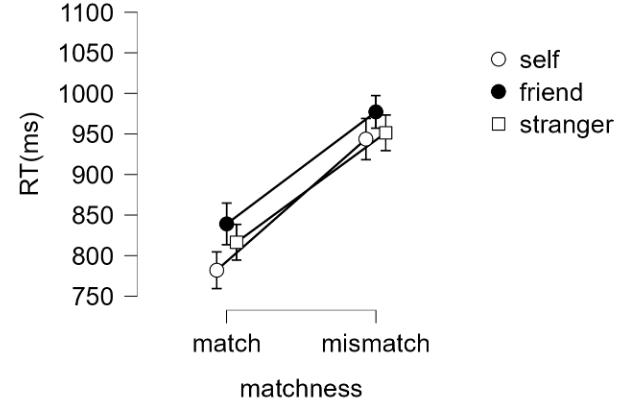 1100
1050
1000
950
900
850
800
750
RT(ms)
match
mismatch
matchness
self
friend
stranger